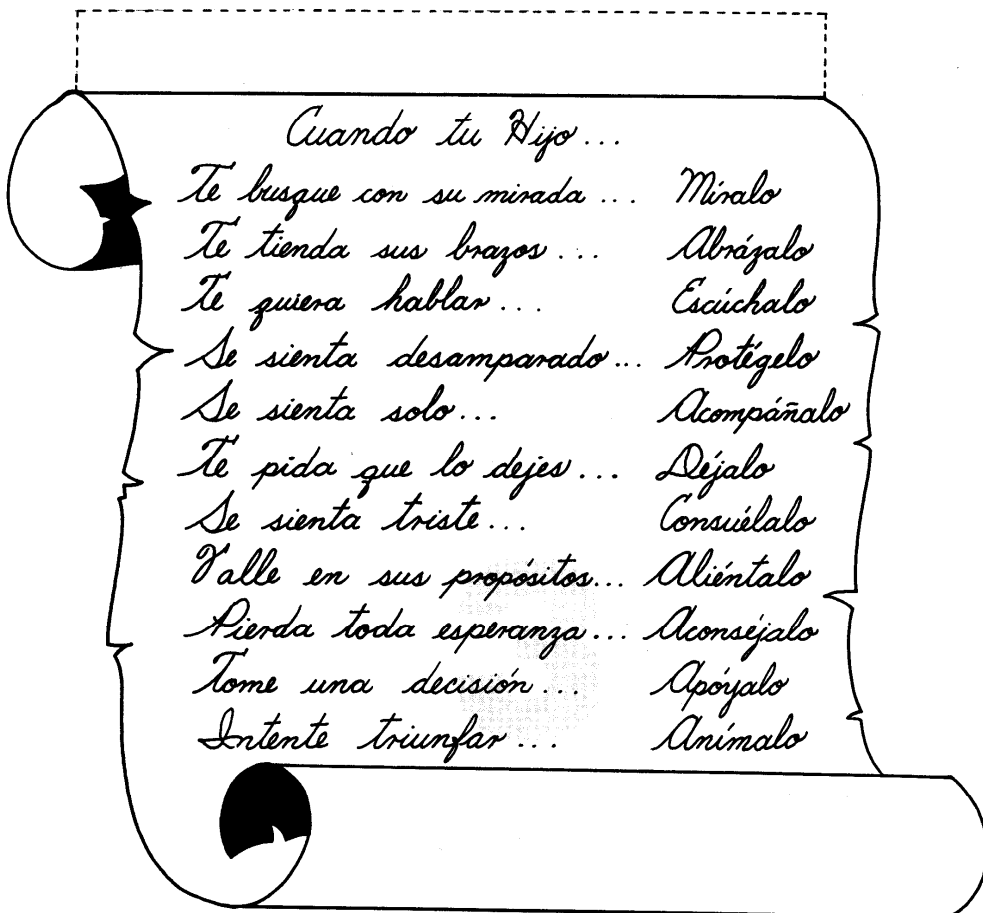 Cuando tu Hijo...
Te busque con su mirada... Míralo
Te tienda sus brazos... Abrázalo
Te quiera hablar... Escúchalo
Se sienta desamparado... Protégelo
Se sienta solo... Acompáñalo
Te pida que lo dejes... Déjalo
Se sienta triste... Consuélalo
Falle en sus propósitos... Aliéntalo
Pierda toda esperanza... Aconséjalo
Tome una decisión... Apóyalo
Intente triunfar... Anímalo